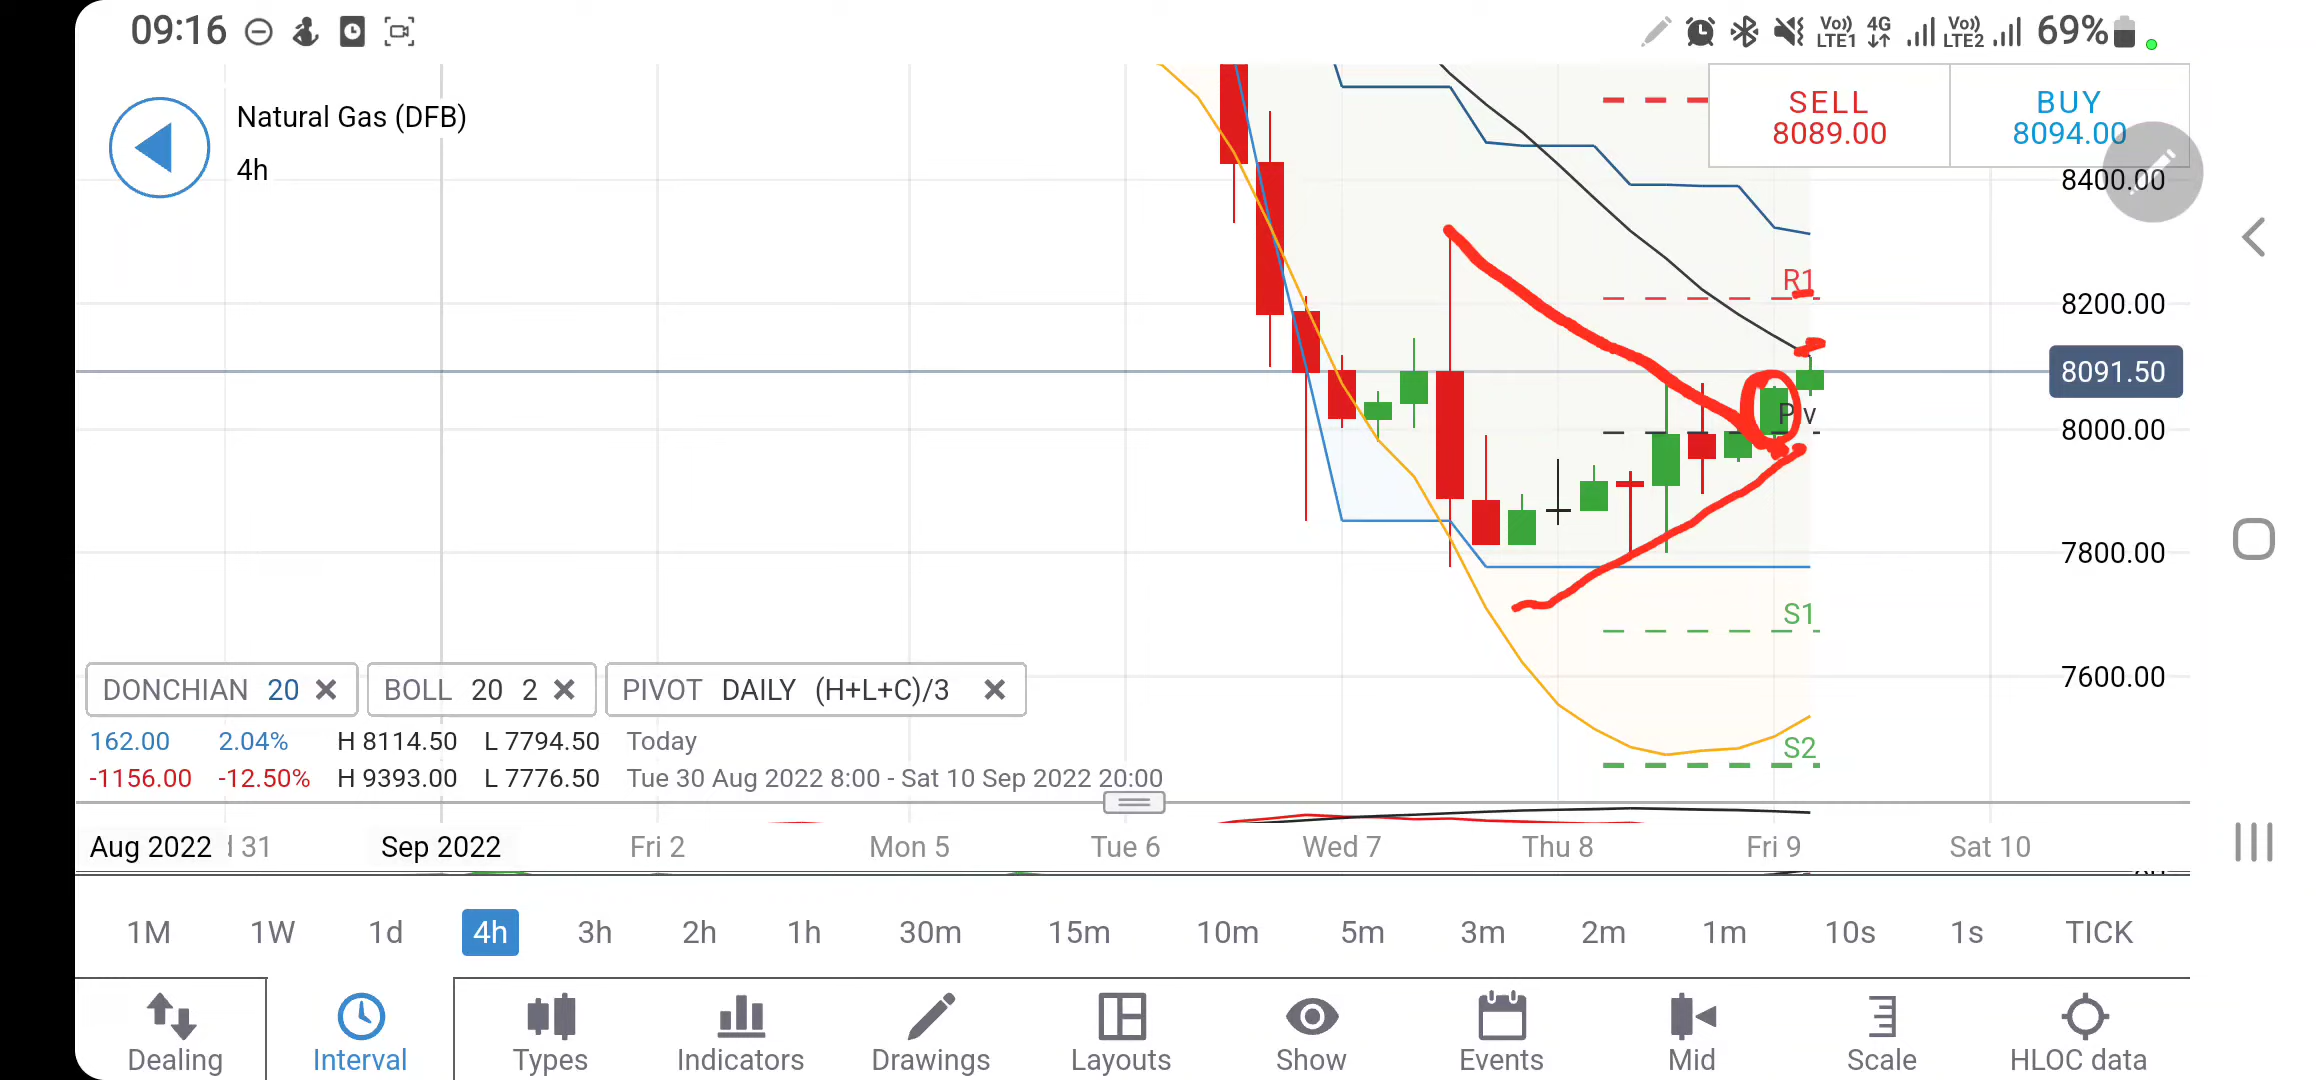 09:16
Vo)) LTE1 4G Vo)) LTE2 69%
Natural Gas (DFB)
4h
SELL
8089.00
BUY
8094.00
8400.00
R1
8200.00
8091.50
8000.00
7800.00
S1
7600.00
S2
DONCHIAN 20 BOLL 20 2 PIVOT DAILY (H+L+C)/3
162.00 2.04% H 8114.50 L 7794.50 Today
-1156.00 -12.50% H 9393.00 L 7776.50 Tue 30 Aug 2022 8:00 - Sat 10 Sep 2022 20:00
Aug 2022 31 Sep 2022 Fri 2 Mon 5 Tue 6 Wed 7 Thu 8 Fri 9 Sat 10
1M 1W 1d 4h 3h 2h 1h 30m 15m 10m 5m 3m 2m 1m 10s 1s TICK
Dealing Interval Types Indicators Drawings Layouts Show Events Mid Scale HLOC data